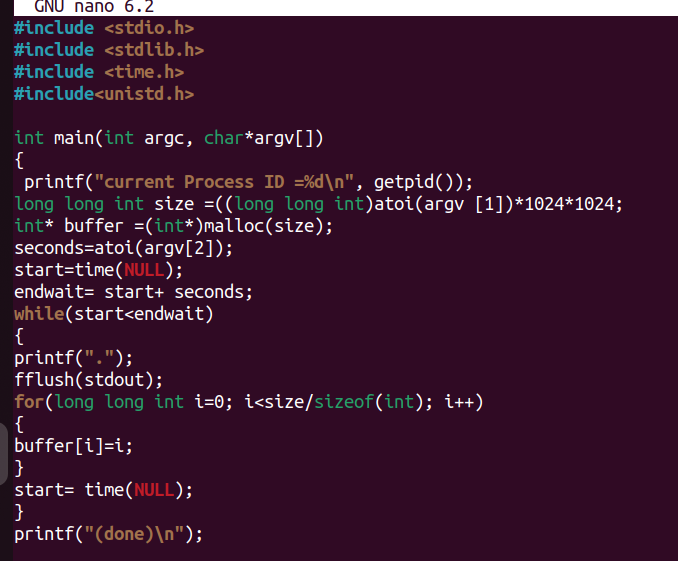 GNU nano 6.2
#include <stdio.h>
#include <stdlib.h>
#include <time.h>
#include<unistd.h>
int main(int argc, char*argv[])
{
printf("current Process ID =%d\n", getpid());
long long int size =((long long int)atoi(argv [1])*1024*1024;
int* buffer =(int*)malloc(size);
seconds=atoi(argv[2]);
start=time(NULL);
endwait= start+ seconds;
while(start<endwait)
{
printf(".");
fflush(stdout);
for(long long int i=0; i<size/sizeof(int); i++)
{
buffer[i]=i;
}
start= time(NULL);
}
printf("(done)\n");